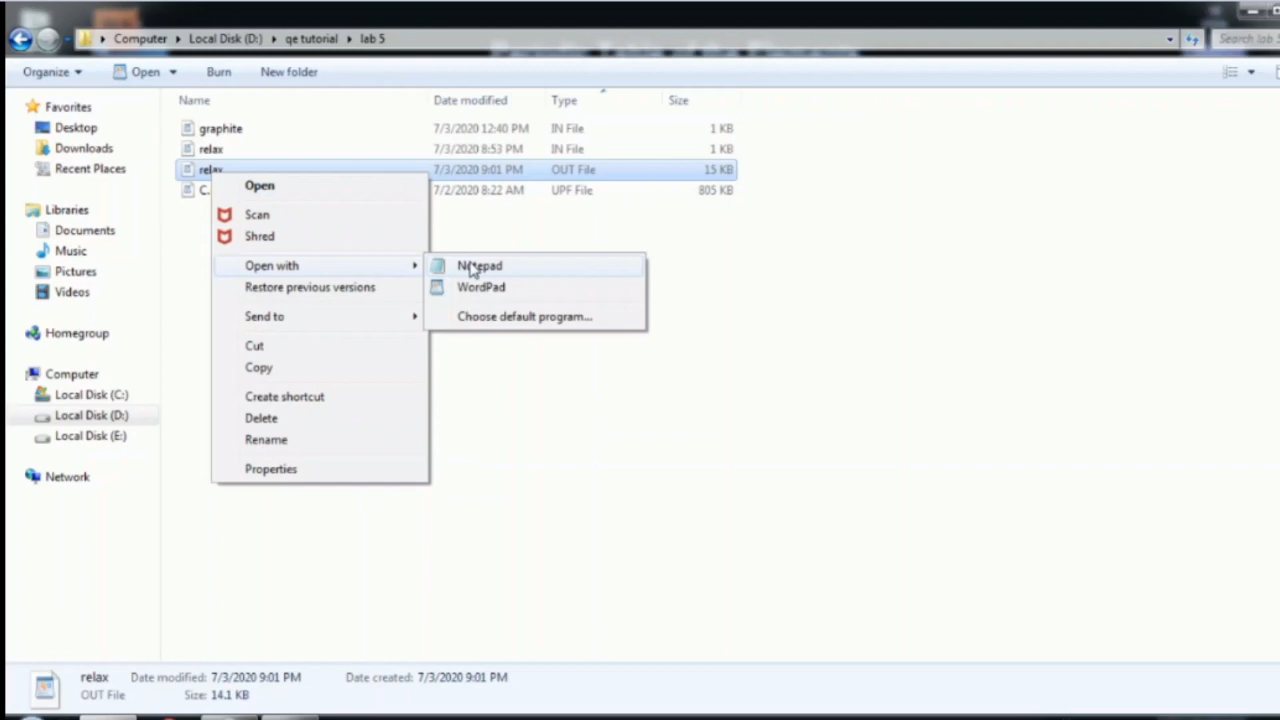 Computer Local Disk (D:) qe tutorial lab 5
Search lab 5
Organize Open Burn New folder
Name Date modified Type Size
Favorites
Desktop
Downloads
Recent Places
Libraries
Documents
Music
Pictures
Videos
Homegroup
Computer
Local Disk (C:)
Local Disk (D:)
Local Disk (E:)
Network
graphite 7/3/2020 12:40 PM IN File 1 KB
relax 7/3/2020 8:53 PM IN File 1 KB
relax 7/3/2020 9:01 PM OUT File 15 KB
C. 7/2/2020 8:22 AM UPF File 805 KB
Open
Scan
Shred
Open with
Restore previous versions
Send to
Cut
Copy
Create shortcut
Delete
Rename
Properties
Notepad
WordPad
Choose default program...
relax Date modified: 7/3/2020 9:01 PM Date created: 7/3/2020 9:01 PM
OUT File Size: 14.1 KB